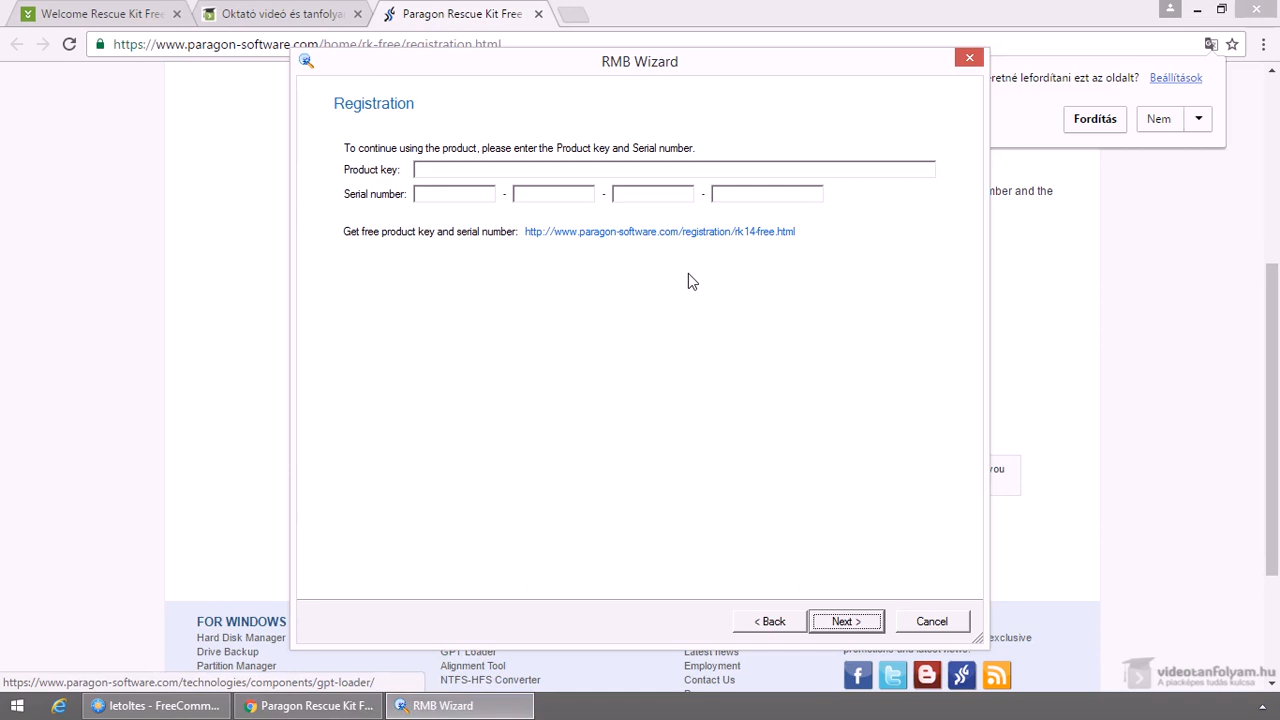 Welcome Rescue Kit Free
Oktató videó és tanfolya
Paragon Rescue Kit Free
https://www.paragon-software.com/home/rk-free/registration.html
RMB Wizard
eretné lefordítani ezt az oldalt?
Beállítások
Fordítás
Nem
Registration
To continue using the product, please enter the Product key and Serial number.
Product key:
Serial number:
-
-
-
mber and the
Get free product key and serial number:
http://www.paragon-software.com/registration/rk14-free.html
you
< Back
Next >
Cancel
FOR WINDOWS
Hard Disk Manager
Drive Backup
Partition Manager
GPT Loader
Alignment Tool
NTFS-HFS Converter
Latest news
Employment
Contact Us
exclusive
promotions and latest news!
https://www.paragon-software.com/technologies/components/gpt-loader/
videotanfolyam.hu
A piacképes tudás kulcsa
letoltes - FreeComm...
Paragon Rescue Kit F...
RMB Wizard